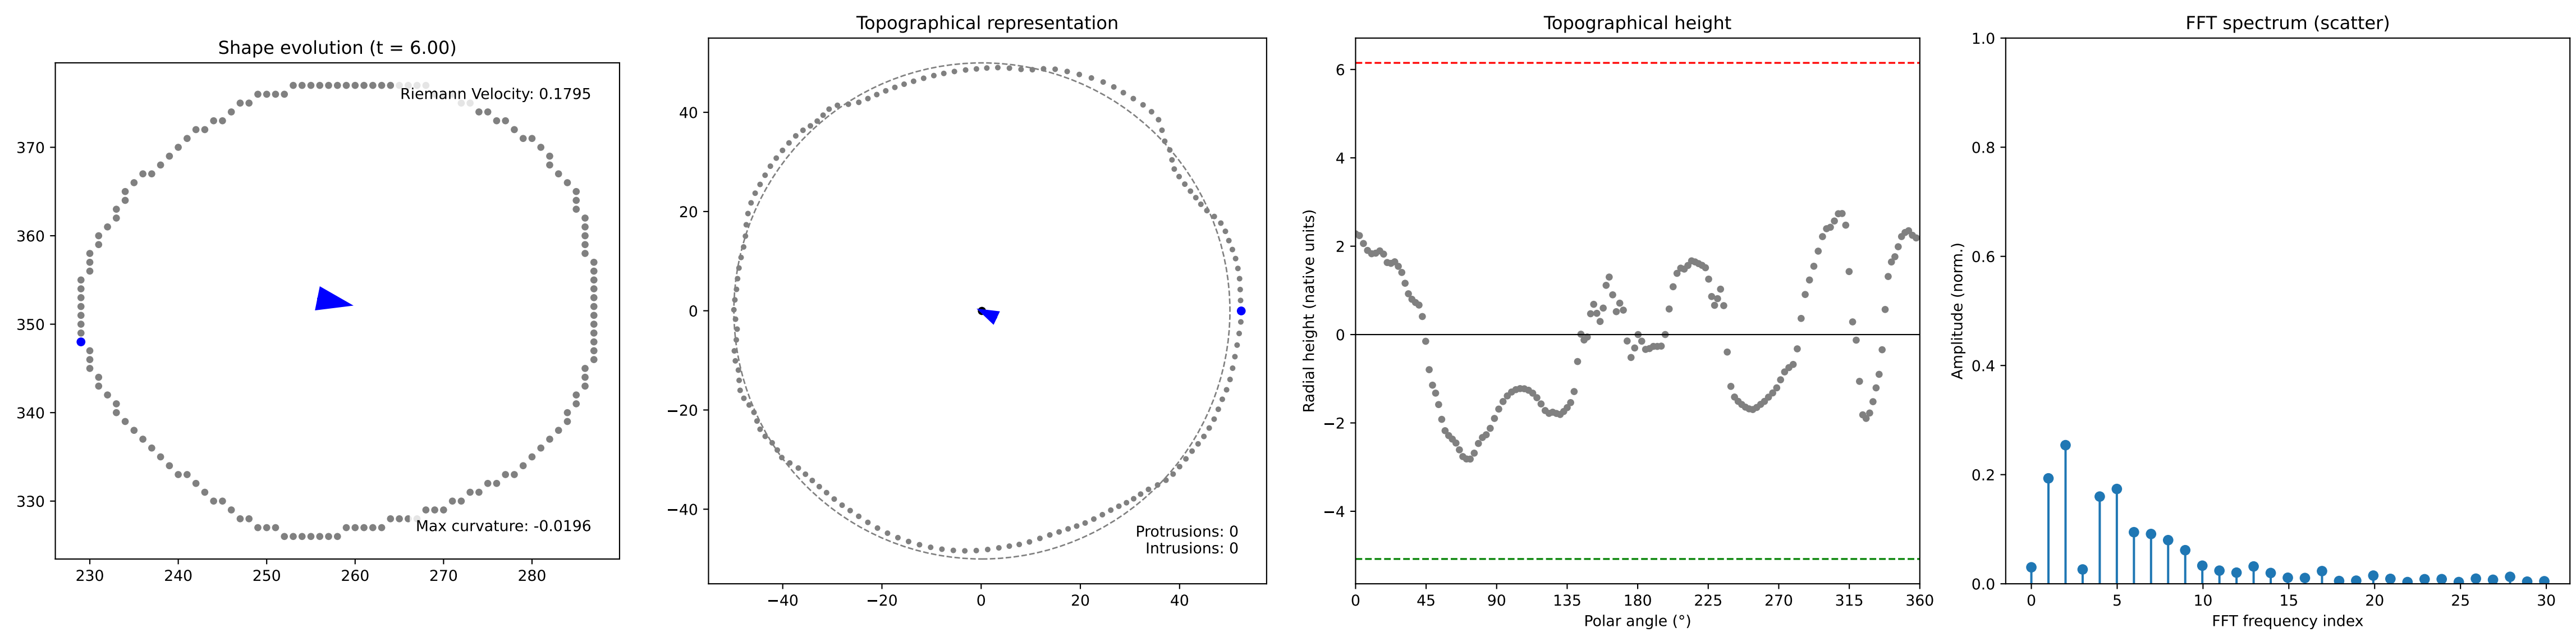 Shape evolution (t = 6.00)
Riemann Velocity: 0.1795
Max curvature: -0.0196
370
360
350
340
330
230 240 250 260 270 280
Topographical representation
40
20
0
−20
−40
−40 −20 0 20 40
Protrusions: 0
Intrusions: 0
Topographical height
Radial height (native units)
6
4
2
0
−2
−4
0 45 90 135 180 225 270 315 360
Polar angle (°)
FFT spectrum (scatter)
Amplitude (norm.)
1.0
0.8
0.6
0.4
0.2
0.0
0 5 10 15 20 25 30
FFT frequency index